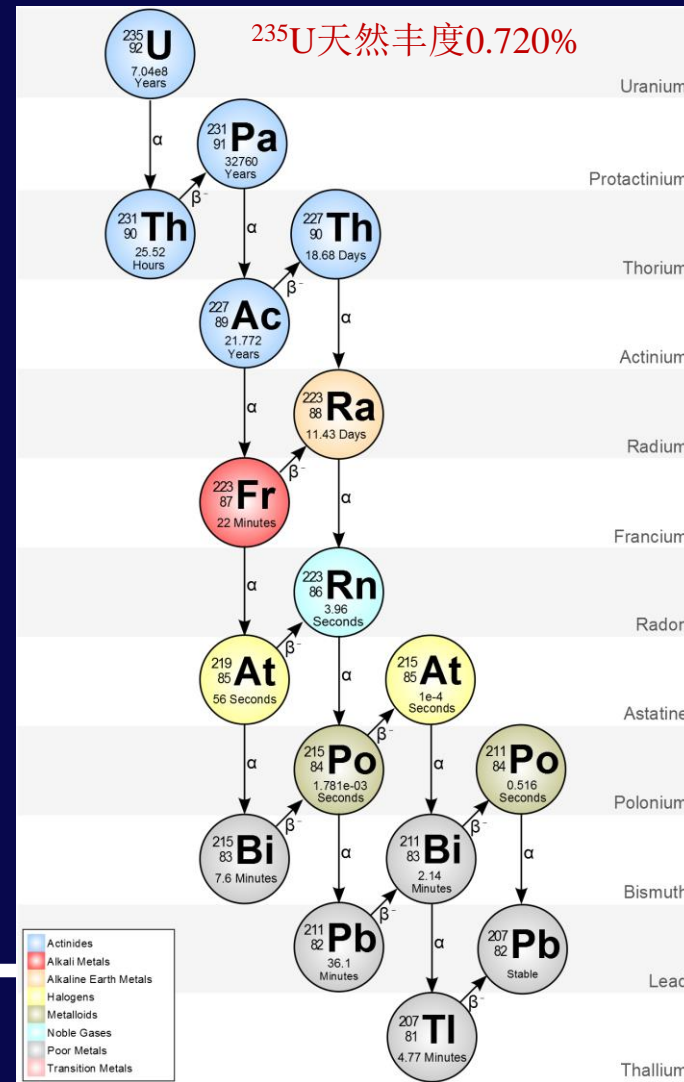 ²³⁵U天然丰度0.720%
235
92 U
7.04e8
Years
Uranium
α
231
91 Pa
32760
Years
Protactinium
β⁻
231
90 Th
25.52
Hours
α
227
90 Th
18.68 Days
Thorium
β⁻
227
89 Ac
21.772
Years
α
Actinium
α
223
88 Ra
11.43 Days
Radium
β⁻
223
87 Fr
22 Minutes
α
Francium
α
223
86 Rn
3.96
Seconds
Radon
β⁻
219
85 At
56 Seconds
α
215
85 At
1e-4
Seconds
Astatine
β⁻
α
215
84 Po
1.781e-03
Seconds
α
211
84 Po
0.516
Seconds
Polonium
β⁻
β⁻
215
83 Bi
7.6 Minutes
α
211
83 Bi
2.14
Minutes
α
Bismuth
β⁻
211
82 Pb
36.1
Minutes
α
207
82 Pb
Stable
Lead
β⁻
207
81 Tl
4.77 Minutes
Thallium
Actinides
Alkali Metals
Alkaline Earth Metals
Halogens
Metalloids
Noble Gases
Poor Metals
Transition Metals